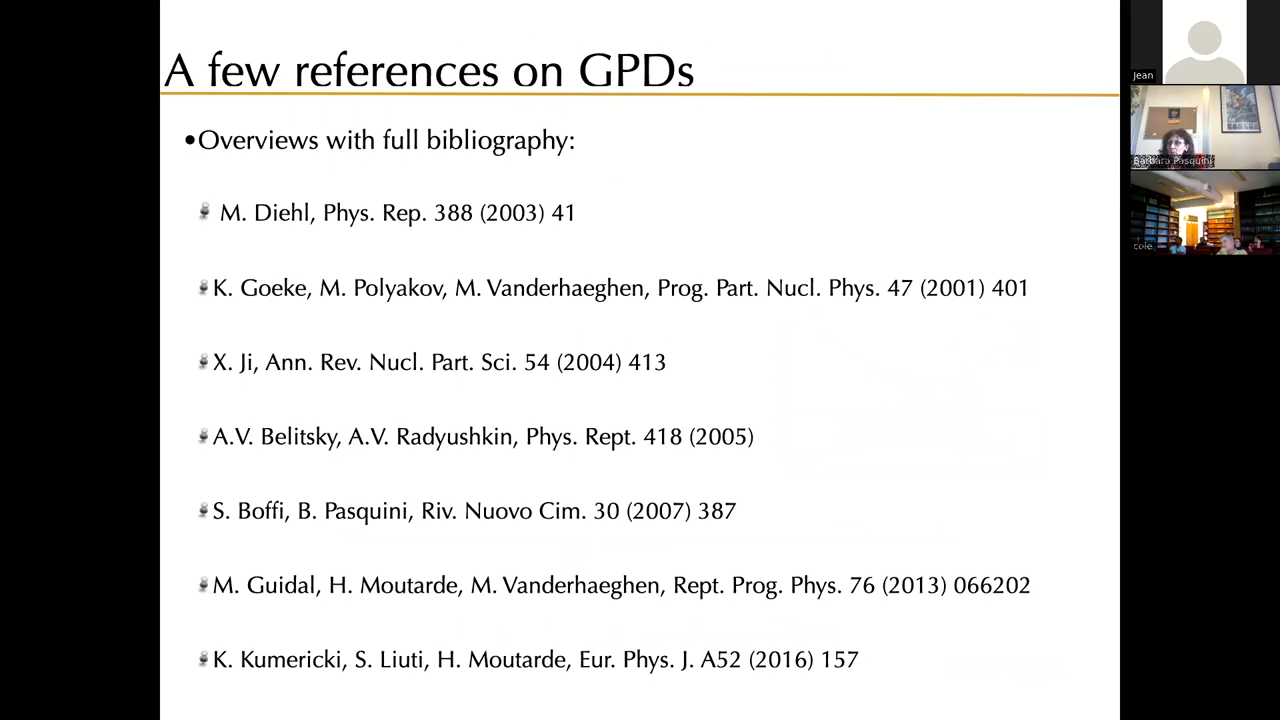 A few references on GPDs
•Overviews with full bibliography:
M. Diehl, Phys. Rep. 388 (2003) 41
K. Goeke, M. Polyakov, M. Vanderhaeghen, Prog. Part. Nucl. Phys. 47 (2001) 401
X. Ji, Ann. Rev. Nucl. Part. Sci. 54 (2004) 413
A.V. Belitsky, A.V. Radyushkin, Phys. Rept. 418 (2005)
S. Boffi, B. Pasquini, Riv. Nuovo Cim. 30 (2007) 387
M. Guidal, H. Moutarde, M. Vanderhaeghen, Rept. Prog. Phys. 76 (2013) 066202
K. Kumericki, S. Liuti, H. Moutarde, Eur. Phys. J. A52 (2016) 157
Jean
Barbara Pasquini
cole